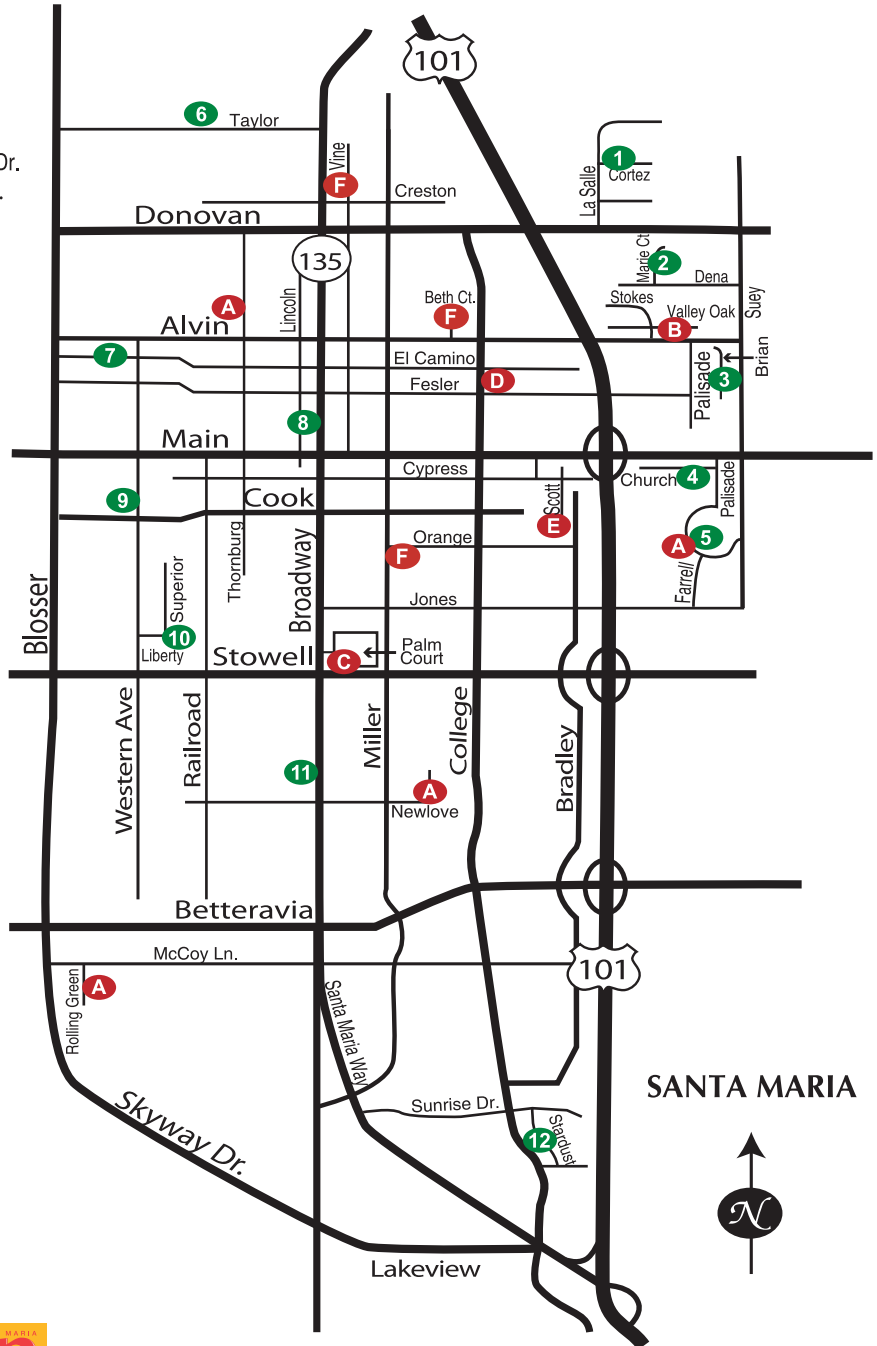 101
6
Taylor
Dr.
Vine
1
Cortez
F
La Salle
Creston
Donovan
135
Marie Ct
2
Dena
A
Lincoln
Beth Ct.
F
Stokes
Valley Oak
B
Suey
Alvin
7
El Camino
Fesler
D
Palisade
3
Brian
8
Main
Cypress
Church
4
Palisade
9
Cook
Scott
E
Thornburg
Orange
F
A
5
Farrell
Broadway
Blosser
Superior
Jones
10
Liberty
Stowell
C
Palm
Court
Western Ave
Railroad
Miller
College
Bradley
11
A
Newlove
Betteravia
McCoy Ln.
101
Rolling Green
A
Santa Maria Way
SANTA MARIA
Sunrise Dr.
Skyway Dr.
12
Stardust
N
Lakeview
MARIA